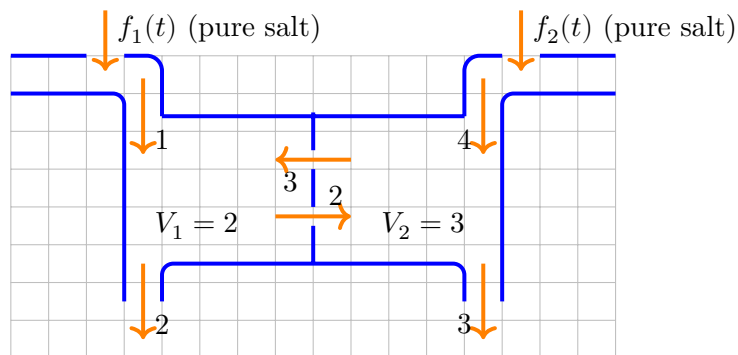 f₁(t) (pure salt)
f₂(t) (pure salt)
1
4
3
2
V₁ = 2
V₂ = 3
2
3